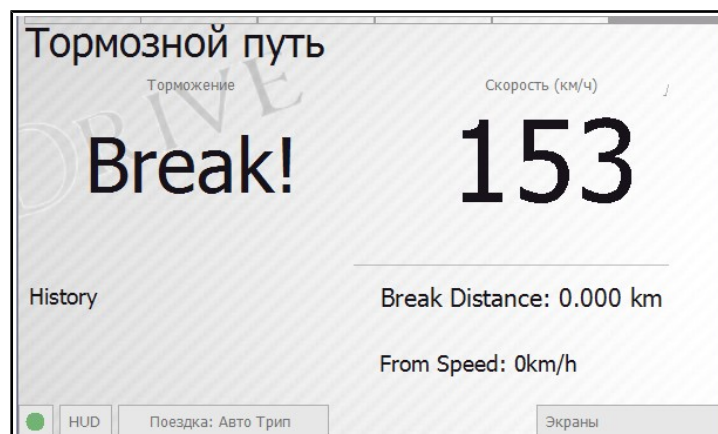 Тормозной путь
Торможение
Скорость (км/ч)
DRIVE
Break!
153
History
Break Distance: 0.000 km
From Speed: 0km/h
HUD
Поездка: Авто Трип
Экраны